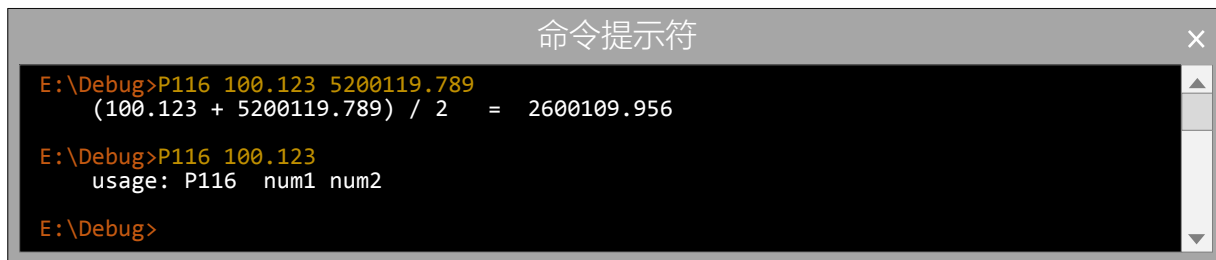 命令提示符
E:\Debug>P116 100.123 5200119.789
(100.123 + 5200119.789) / 2   =  2600109.956
E:\Debug>P116 100.123
usage: P116  num1 num2
E:\Debug>